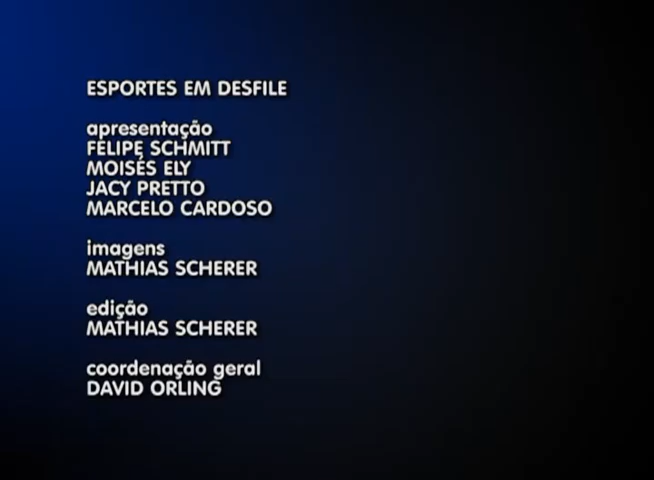 ESPORTES EM DESFILE
apresentação
FELIPE SCHMITT
MOISÉS ELY
JACY PRETTO
MARCELO CARDOSO
imagens
MATHIAS SCHERER
edição
MATHIAS SCHERER
coordenação geral
DAVID ORLING